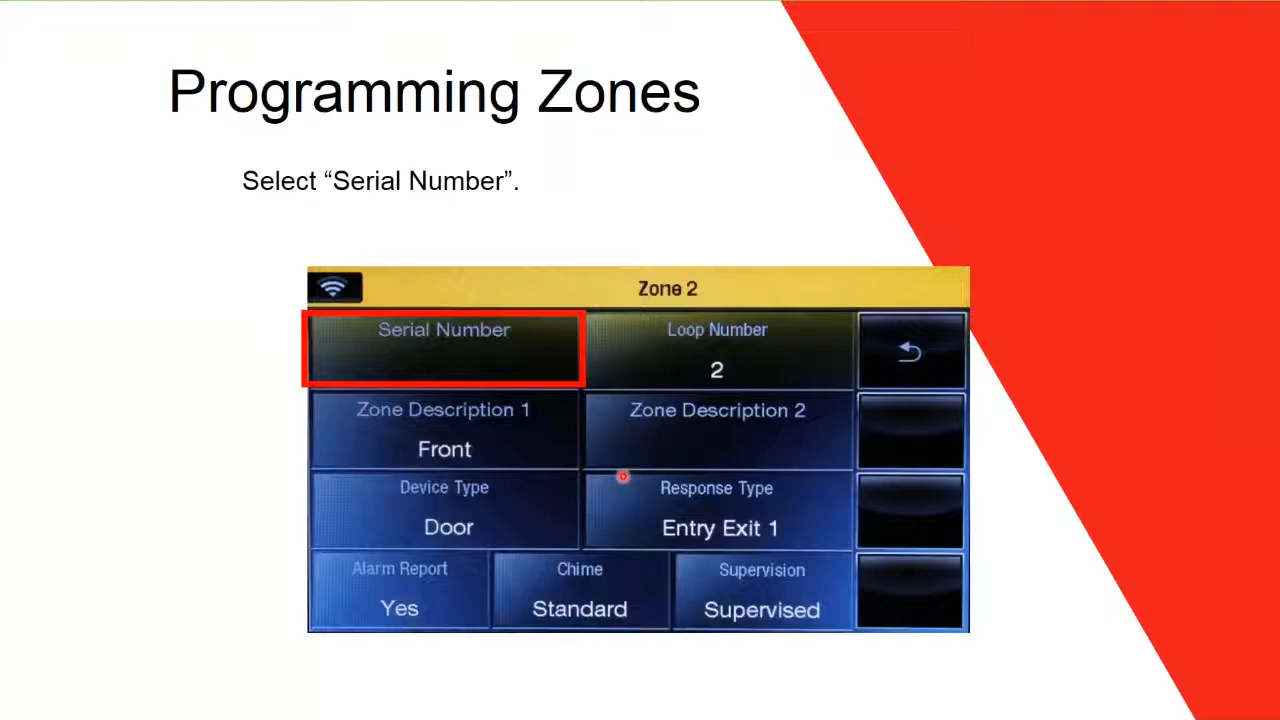 Programming Zones
Select “Serial Number”.
Zone 2
Serial Number
Loop Number
2
Zone Description 1
Front
Zone Description 2
Device Type
Door
Response Type
Entry Exit 1
Alarm Report
Yes
Chime
Standard
Supervision
Supervised